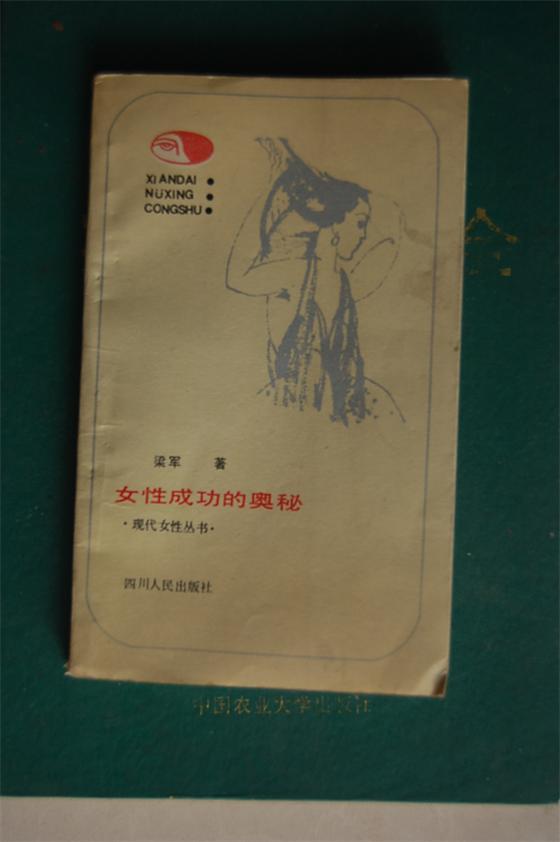 XIANDAI ●
NÜXING ●
CONGSHU ●
梁军 著
女性成功的奥秘
·现代女性丛书·
四川人民出版社
中国农业大学出版社